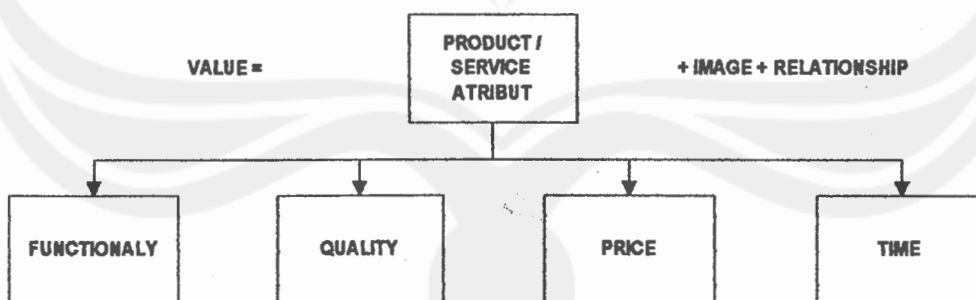 VALUE =
PRODUCT /
SERVICE
ATRIBUT
+ IMAGE + RELATIONSHIP
FUNCTIONALY
QUALITY
PRICE
TIME